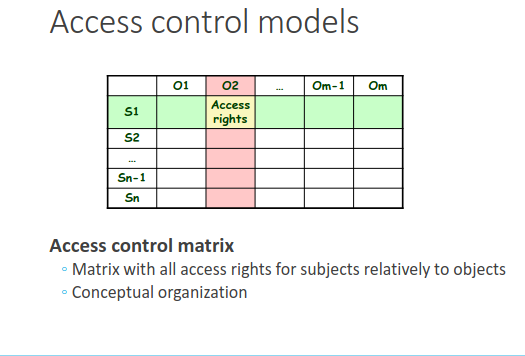 Access control models
O1 O2 ... Om-1 Om
S1 Access rights
S2
...
Sn-1
Sn
Access control matrix
◦ Matrix with all access rights for subjects relatively to objects
◦ Conceptual organization